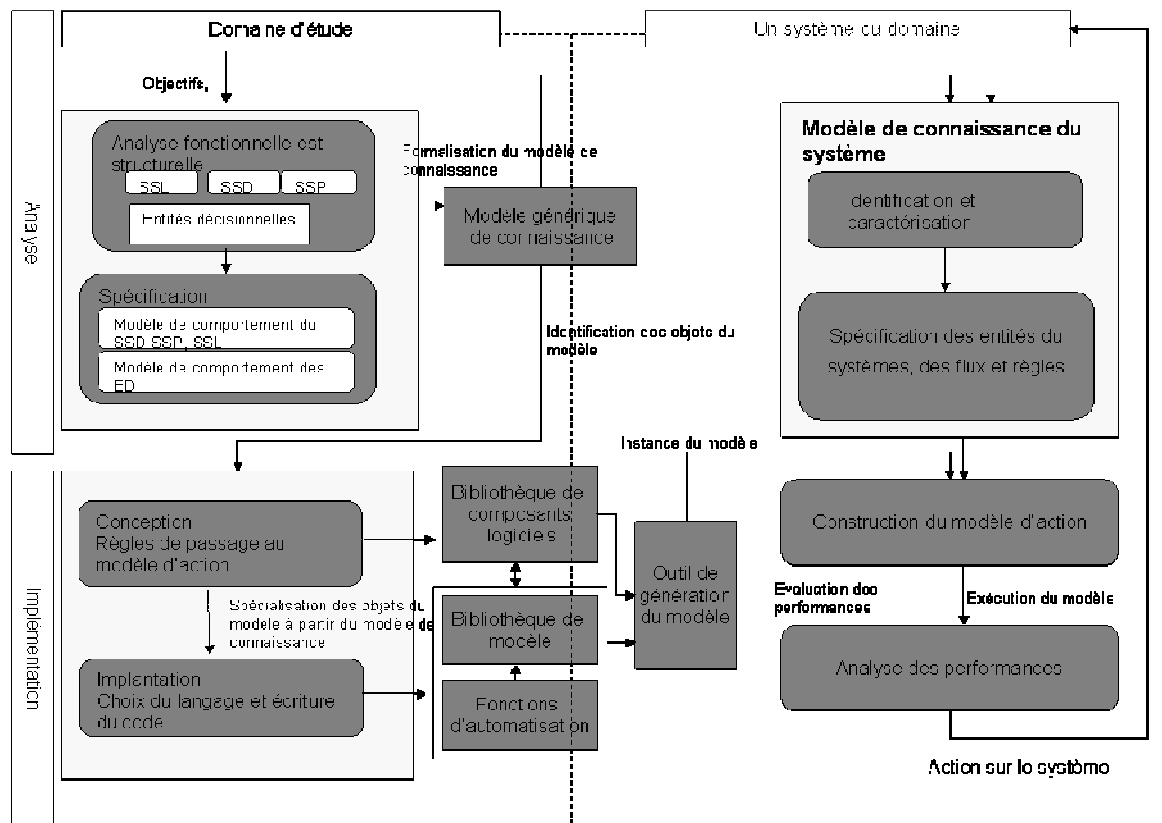 Domaine d'étude
Un système du domaine
Objectifs,
Analyse
Analyse fonctionnelle est
structurelle
SSL
SSD
SSP
Entités décisionnelles
Spécification
Modèle de comportement du
SSD SSP, SSL
Modèle de comportement des
ED
Formalisation du modèle de
connaissance
Modèle générique
de connaissance
Identification des objets du
modèle
Modèle de connaissance du
système
Identification et
caractérisation
Spécification des entités du
systèmes, des flux et règles
Implémentation
Conception
Règles de passage au
modèle d'action
Spécialisation des objets du
modèle à partir du modèle de
connaissance
Implantation
Choix du langage et écriture
du code
Bibliothèque de
composants
logiciels
Bibliothèque de
modèle
Fonctions
d'automatisation
Instance du modèle
Outil de
génération
du modèle
Construction du modèle d'action
Evaluation des
performances
Exécution du modèle
Analyse des performances
Action sur le système